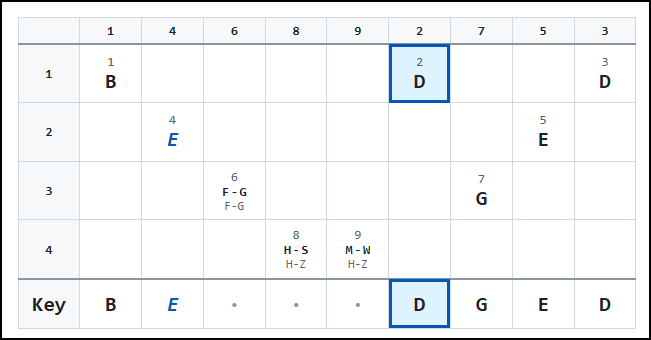 1 4 6 8 9 2 7 5 3
1 2 3
1 B D D
4 5
2 E E
6 7
3 F-G G
F-G
8 9
4 H-S M-W
H-Z H-Z
Key B E • • • D G E D